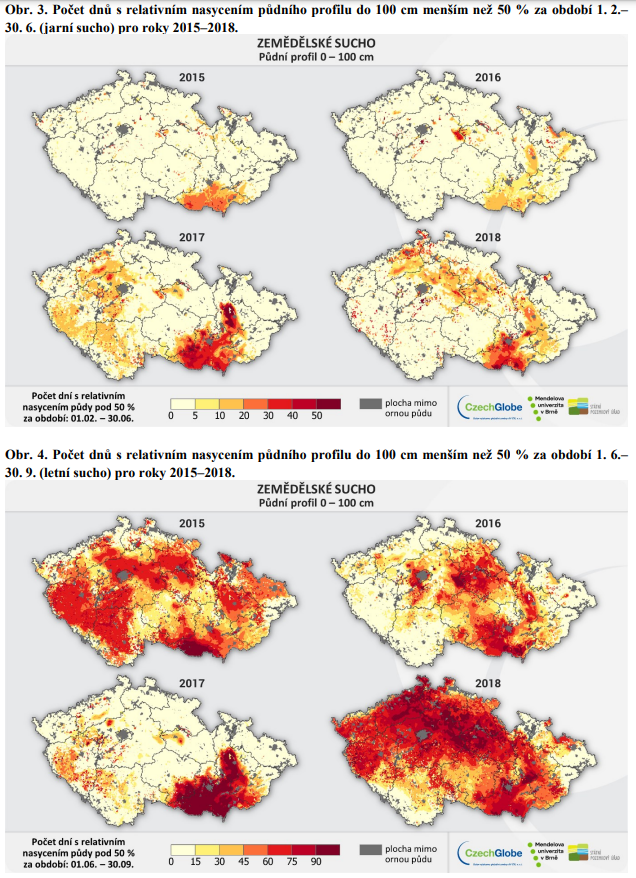 Obr. 3. Počet dnů s relativním nasycením půdního profilu do 100 cm menším než 50 % za období 1. 2.–
30. 6. (jarní sucho) pro roky 2015–2018.
ZEMĚDĚLSKÉ SUCHO
Půdní profil 0 – 100 cm
2015
2016
2017
2018
Počet dní s relativním
nasycením půdy pod 50 %
za období: 01.02. – 30.06.
0 5 10 20 30 40 50
plocha mimo
ornou půdu
CzechGlobe
Mendelova
univerzita
v Brně
Obr. 4. Počet dnů s relativním nasycením půdního profilu do 100 cm menším než 50 % za období 1. 6.–
30. 9. (letní sucho) pro roky 2015–2018.
ZEMĚDĚLSKÉ SUCHO
Půdní profil 0 – 100 cm
2015
2016
2017
2018
Počet dní s relativním
nasycením půdy pod 50 %
za období: 01.06. – 30.09.
0 15 30 45 60 75 90
plocha mimo
ornou půdu
CzechGlobe
Mendelova
univerzita
v Brně